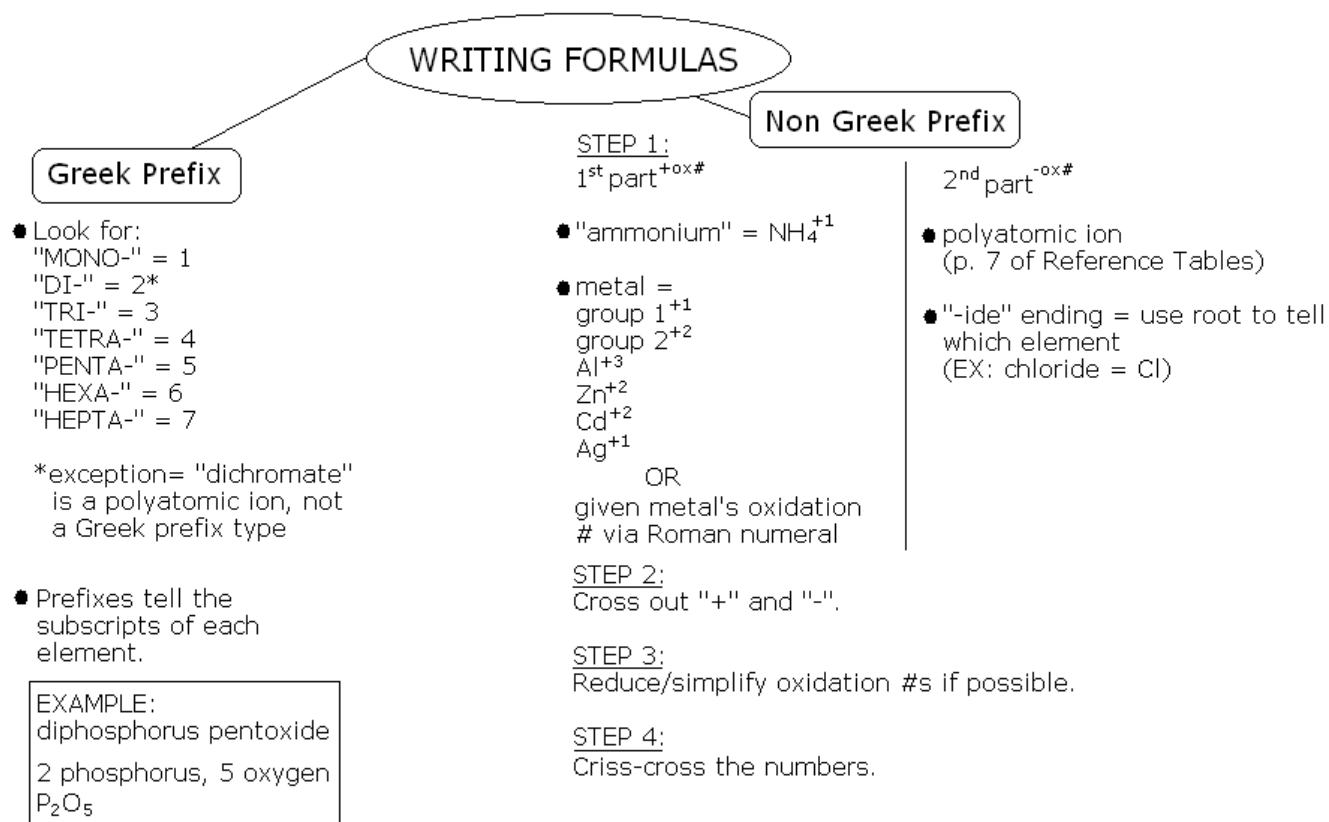 WRITING FORMULAS
Greek Prefix
● Look for:
"MONO-" = 1
"DI-" = 2*
"TRI-" = 3
"TETRA-" = 4
"PENTA-" = 5
"HEXA-" = 6
"HEPTA-" = 7
*exception= "dichromate"
is a polyatomic ion, not
a Greek prefix type
● Prefixes tell the
subscripts of each
element.
EXAMPLE:
diphosphorus pentoxide
2 phosphorus, 5 oxygen
P₂O₅
Non Greek Prefix
STEP 1:
1ˢᵗ part⁺ᵒˣ#
● "ammonium" = NH₄⁺¹
● metal =
group 1⁺¹
group 2⁺²
Al⁺³
Zn⁺²
Cd⁺²
Ag⁺¹
OR
given metal's oxidation
# via Roman numeral
2ⁿᵈ part⁻ᵒˣ#
● polyatomic ion
(p. 7 of Reference Tables)
● "-ide" ending = use root to tell
which element
(EX: chloride = Cl)
STEP 2:
Cross out "+" and "-".
STEP 3:
Reduce/simplify oxidation #s if possible.
STEP 4:
Criss-cross the numbers.